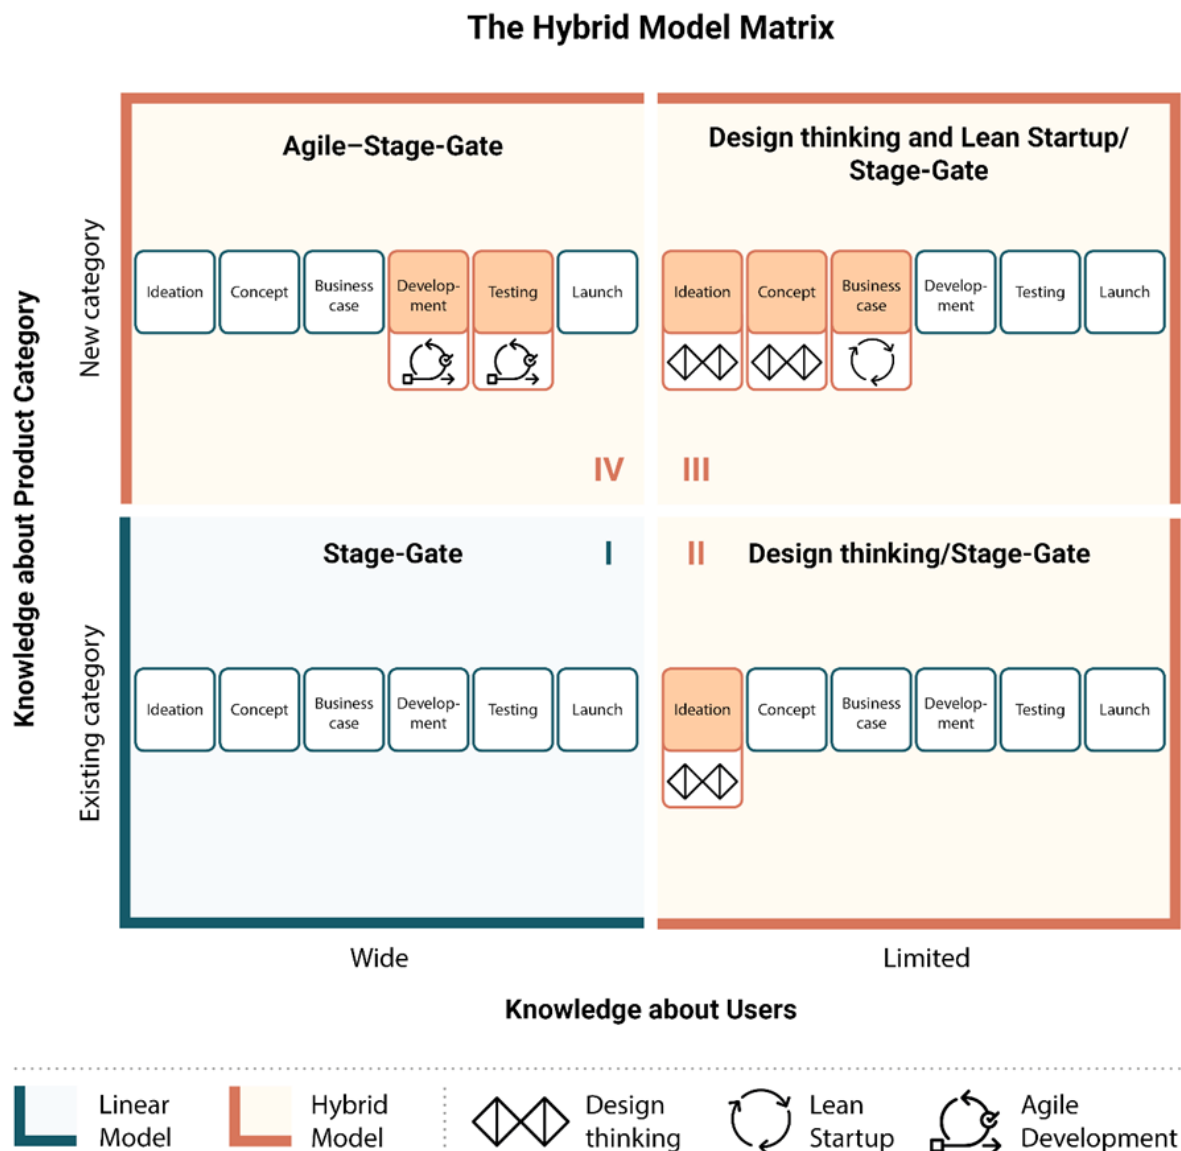 The Hybrid Model Matrix
Knowledge about Product Category
New category
Existing category
Agile–Stage-Gate
Ideation
Concept
Business
case
Develop-
ment
Testing
Launch
IV
Design thinking and Lean Startup/
Stage-Gate
Ideation
Concept
Business
case
Develop-
ment
Testing
Launch
III
Stage-Gate
I
Ideation
Concept
Business
case
Develop-
ment
Testing
Launch
II
Design thinking/Stage-Gate
Ideation
Concept
Business
case
Develop-
ment
Testing
Launch
Wide
Limited
Knowledge about Users
Linear
Model
Hybrid
Model
Design
thinking
Lean
Startup
Agile
Development